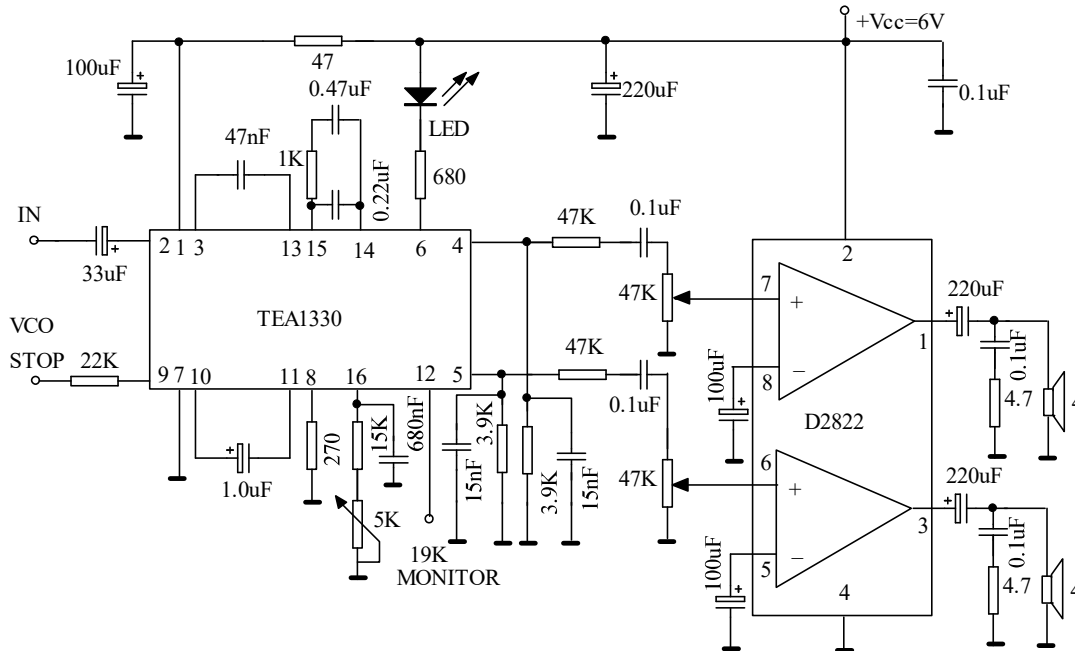 +Vcc=6V
100uF
47
0.47uF
220uF
0.1uF
LED
47nF
1K
0.22uF
680
IN
33uF
2 1 3 13 15 14 6 4
TEA1330
VCO
STOP
22K
9 7 10 11 8 16 12 5
1.0uF
270
15K
680nF
5K
19K
MONITOR
47K
0.1uF
47K
47K
0.1uF
47K
15nF
3.9K
3.9K
15nF
2
7
+
8
−
1
100uF
D2822
6
+
5
−
3
100uF
4
220uF
0.1uF
4.7
4
220uF
0.1uF
4.7
4